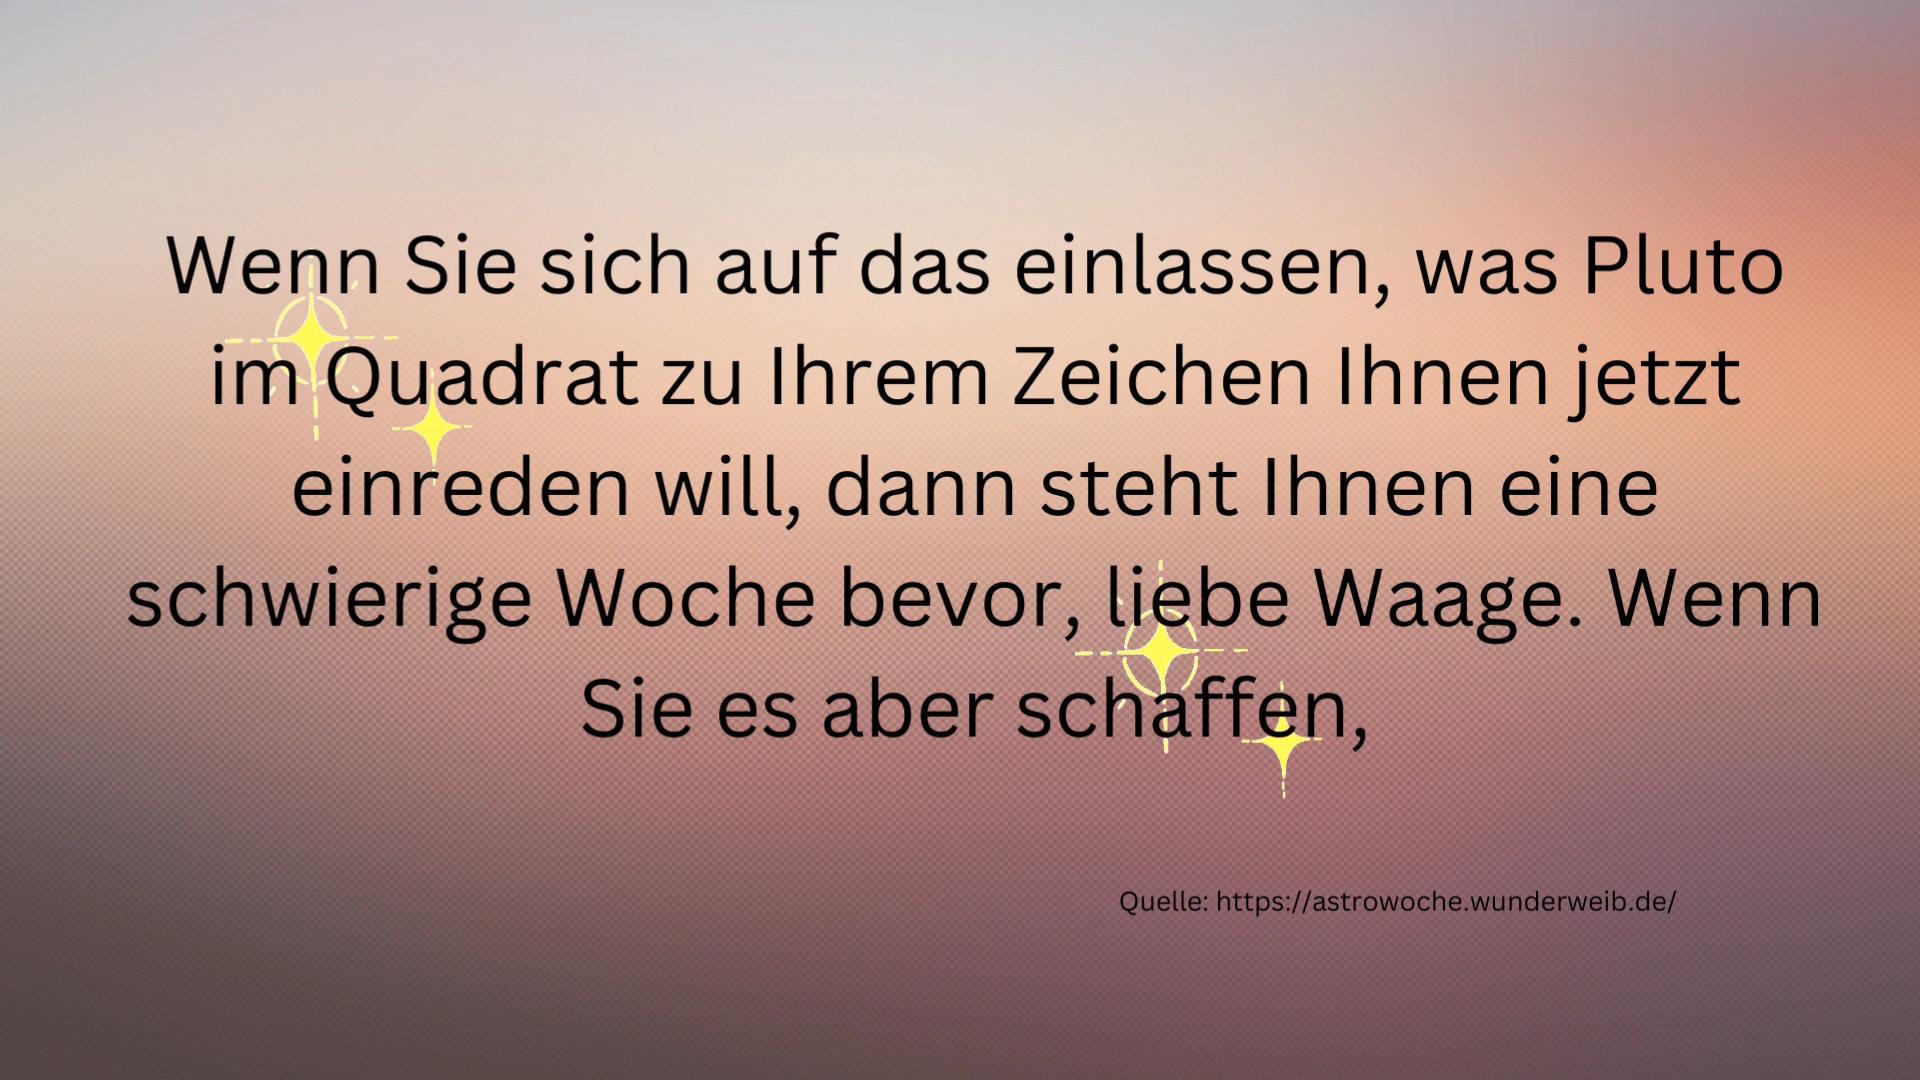 Wenn Sie sich auf das einlassen, was Pluto
im Quadrat zu Ihrem Zeichen Ihnen jetzt
einreden will, dann steht Ihnen eine
schwierige Woche bevor, liebe Waage. Wenn
Sie es aber schaffen,
Quelle: https://astrowoche.wunderweib.de/